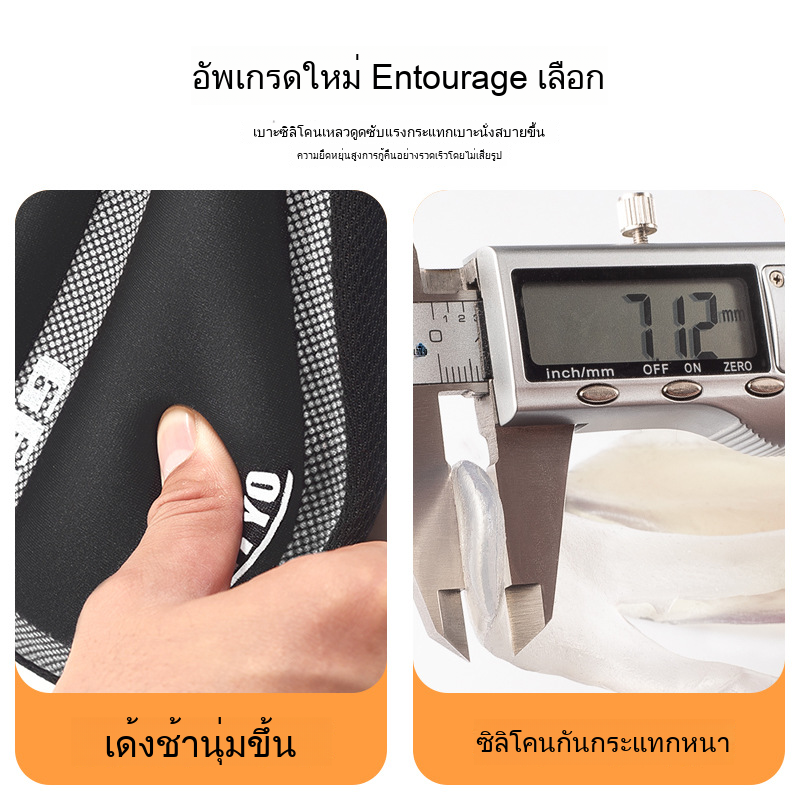 อัพเกรดใหม่ Entourage เลือก
เบาะซิลิโคนเหลวดูดซับแรงกระแทกเบาะนั่งสบายขึ้น
ความยืดหยุ่นสูงการกู้คืนอย่างรวดเร็วโดยไม่เสียรูป
7.12 mm
0 1 2 3
inch/mm OFF ON ZERO
เด้งช้านุ่มขึ้น
ซิลิโคนกันกระแทกหนา